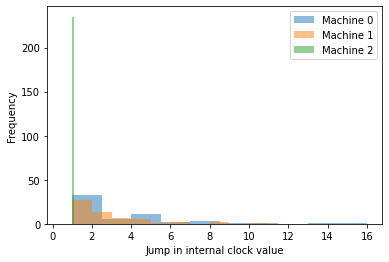 Machine 0
Machine 1
Machine 2
Frequency
200
150
100
50
0
0 2 4 6 8 10 12 14 16
Jump in internal clock value